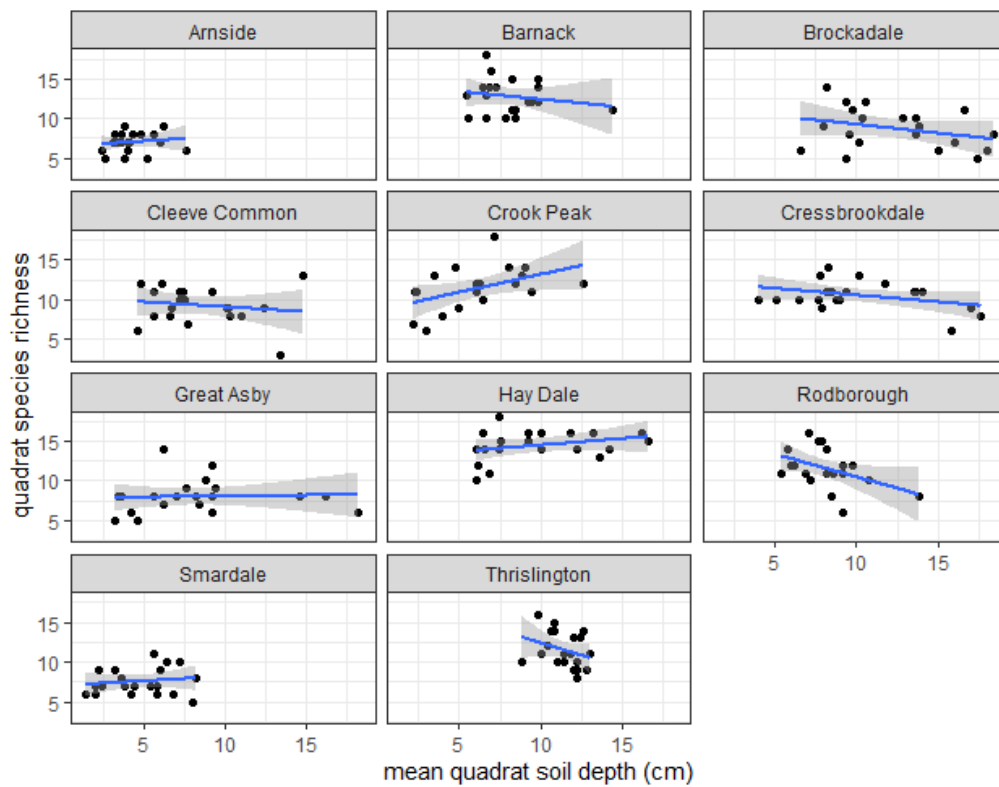 Arnside
Barnack
Brockadale
15
10
5
Cleeve Common
Crook Peak
Cressbrookdale
15
10
5
Great Asby
Hay Dale
Rodborough
15
10
5
5 10 15
Smardale
Thrislington
15
10
5
5 10 15
5 10 15
quadrat species richness
mean quadrat soil depth (cm)